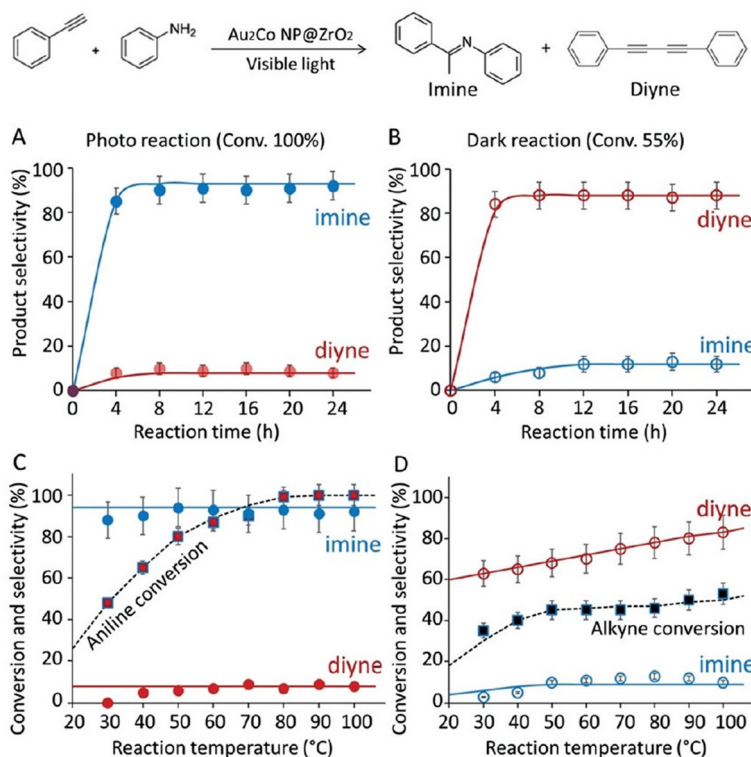 NH₂
+
Au₂Co NP@ZrO₂
Visible light
N
Imine
+
Diyne
A
Photo reaction (Conv. 100%)
Product selectivity (%)
100
80
60
40
20
0
imine
diyne
0 4 8 12 16 20 24
Reaction time (h)
B
Dark reaction (Conv. 55%)
Product selectivity (%)
100
80
60
40
20
0
diyne
imine
0 4 8 12 16 20 24
Reaction time (h)
C
Conversion and selectivity (%)
100
80
60
40
20
0
imine
Aniline conversion
diyne
20 30 40 50 60 70 80 90 100
Reaction temperature (°C)
D
Conversion and selectivity (%)
100
80
60
40
20
0
diyne
Alkyne conversion
imine
20 30 40 50 60 70 80 90 100
Reaction temperature (°C)